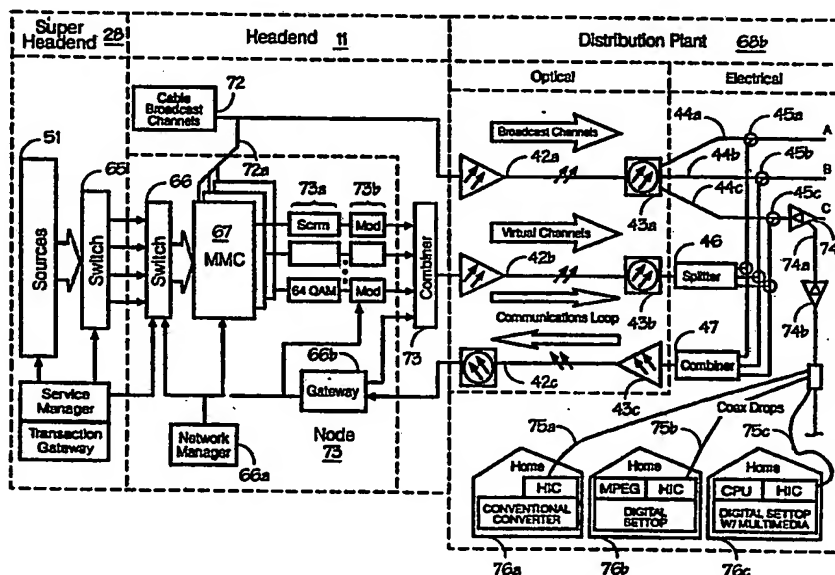 Super Headend 28
Headend 11
Distribution Plant 68b
Optical
Electrical
72
Cable Broadcast Channels
72a
51
Sources
65
Switch
66
Switch
67
MMC
73a
Scrm
64 QAM
73b
Mod
Mod
Combiner
73
Broadcast Channels
42a
43a
44a
44b
44c
45a
45b
45c
A
B
C
74
74a
74b
Virtual Channels
42b
43b
46
Splitter
Communications Loop
42c
43c
47
Combiner
66b
Gateway
Service Manager
Transaction Gateway
Network Manager
66a
Node 73
Coax Drops
75a
75b
75c
Home
HIC
CONVENTIONAL CONVERTER
76a
Home
MPEG
HIC
DIGITAL SETTOP
76b
Home
CPU
HIC
DIGITAL SETTOP W/ MULTIMEDIA
76c